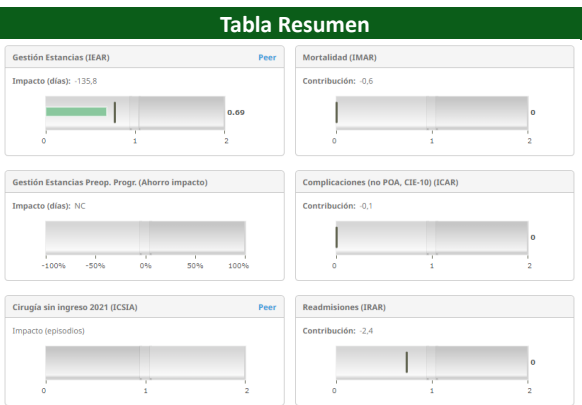 Tabla Resumen
Gestión Estancias (IEAR) Peer
Impacto (días): -135,8
0.69
0 1 2
Mortalidad (IMAR)
Contribución: -0,6
0
0 1 2
Gestión Estancias Preop. Progr. (Ahorro impacto)
Impacto (días): NC
-100% -50% 0% 50% 100%
Complicaciones (no POA, CIE-10) (ICAR)
Contribución: -0,1
0
0 1 2
Cirugía sin ingreso 2021 (ICSIA) Peer
Impacto (episodios)
0 1 2
Readmisiones (IRAR)
Contribución: -2,4
0
0 1 2